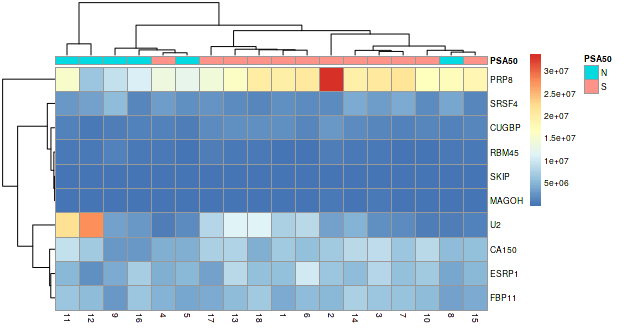 PSA50
PRP8
SRSF4
CUGBP
RBM45
SKIP
MAGOH
U2
CA150
ESRP1
FBP11
11 12 9 16 4 5 17 13 18 1 6 2 14 3 7 10 8 15
3e+07
2.5e+07
2e+07
1.5e+07
1e+07
5e+06
PSA50
N
S